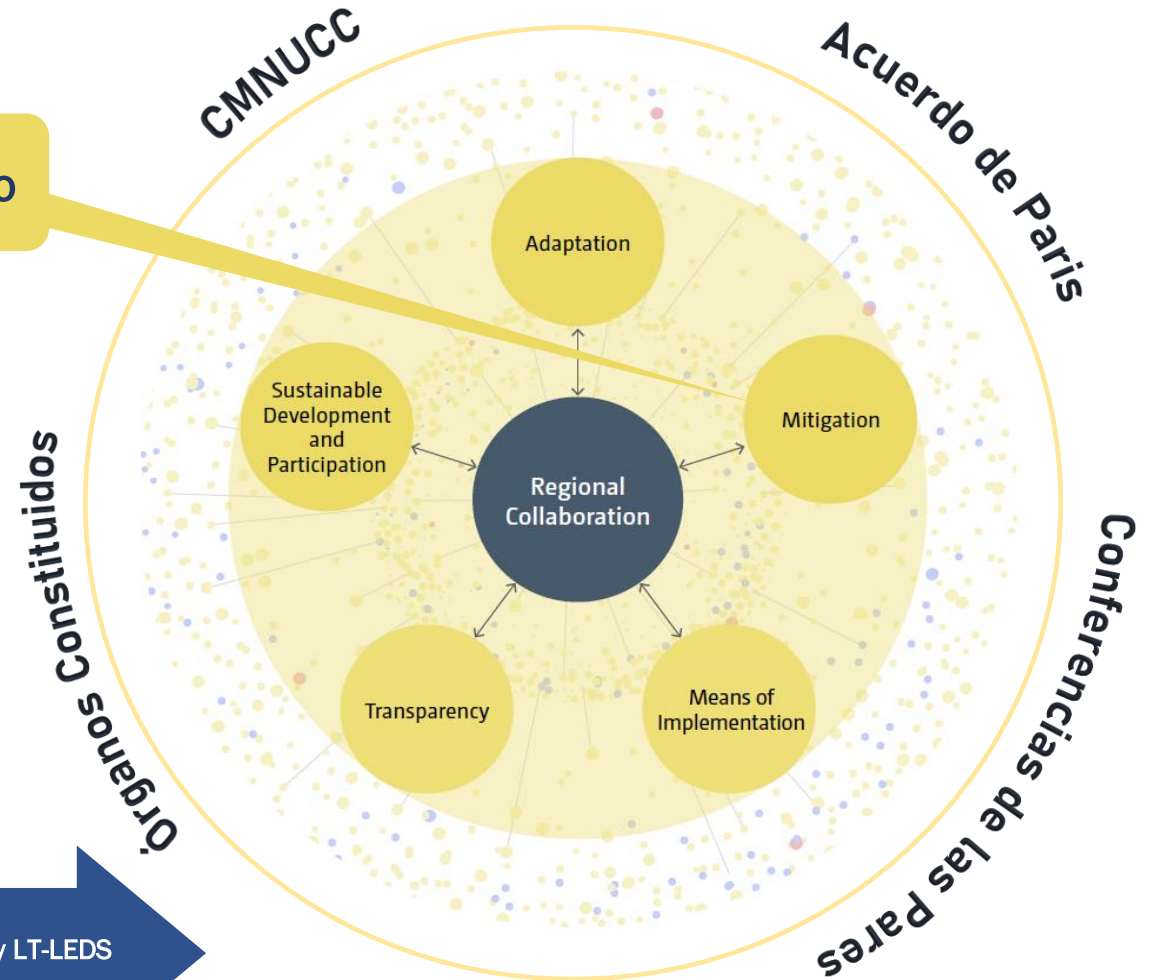 CMNUCC
Acuerdo de Paris
o
Adaptation
Sustainable
Development
and
Participation
Mitigation
Regional
Collaboration
Órganos Constituidos
Conferencias de las Pares
Transparency
Means of
Implementation
y LT-LEDS